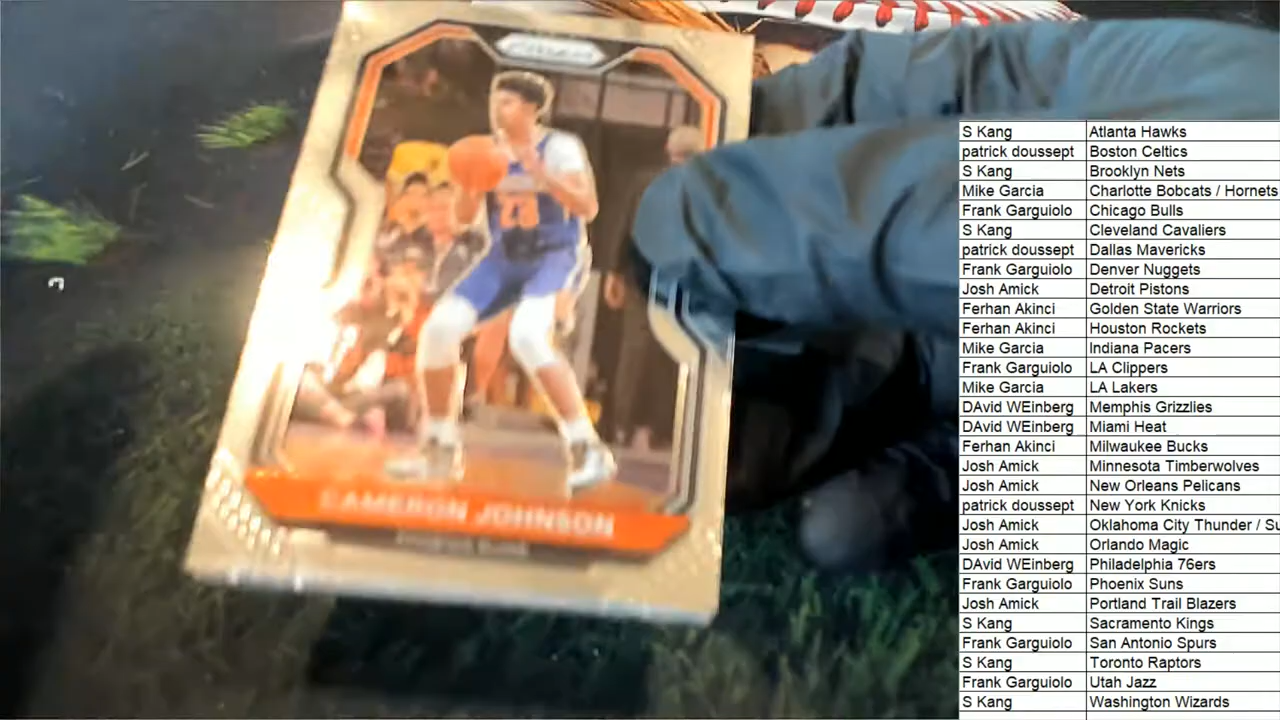 PRIZM
23
CAMERON JOHNSON
S Kang Atlanta Hawks
patrick doussept Boston Celtics
S Kang Brooklyn Nets
Mike Garcia Charlotte Bobcats / Hornets
Frank Garguiolo Chicago Bulls
S Kang Cleveland Cavaliers
patrick doussept Dallas Mavericks
Frank Garguiolo Denver Nuggets
Josh Amick Detroit Pistons
Ferhan Akinci Golden State Warriors
Ferhan Akinci Houston Rockets
Mike Garcia Indiana Pacers
Frank Garguiolo LA Clippers
Mike Garcia LA Lakers
DAvid WEinberg Memphis Grizzlies
DAvid WEinberg Miami Heat
Ferhan Akinci Milwaukee Bucks
Josh Amick Minnesota Timberwolves
Josh Amick New Orleans Pelicans
patrick doussept New York Knicks
Josh Amick Oklahoma City Thunder / Su
Josh Amick Orlando Magic
DAvid WEinberg Philadelphia 76ers
Frank Garguiolo Phoenix Suns
Josh Amick Portland Trail Blazers
S Kang Sacramento Kings
Frank Garguiolo San Antonio Spurs
S Kang Toronto Raptors
Frank Garguiolo Utah Jazz
S Kang Washington Wizards